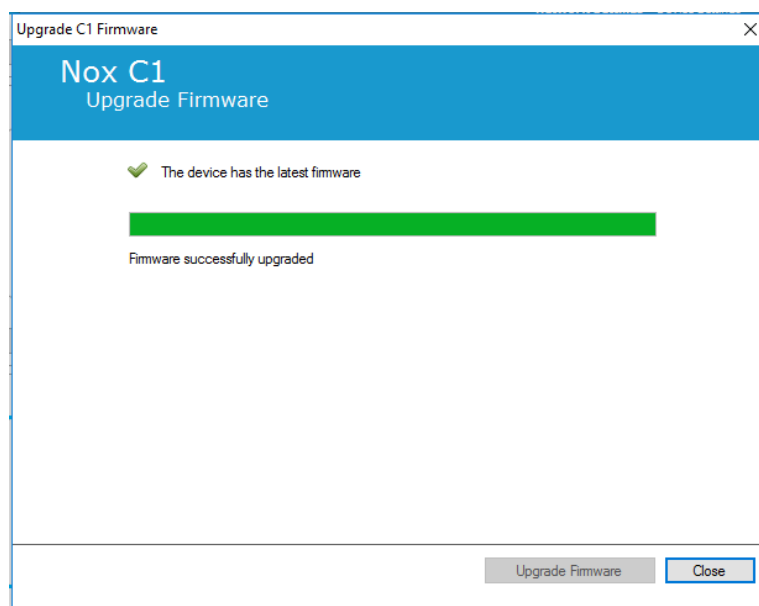 Upgrade C1 Firmware
Nox C1
Upgrade Firmware
The device has the latest firmware
Firmware successfully upgraded
Upgrade Firmware
Close